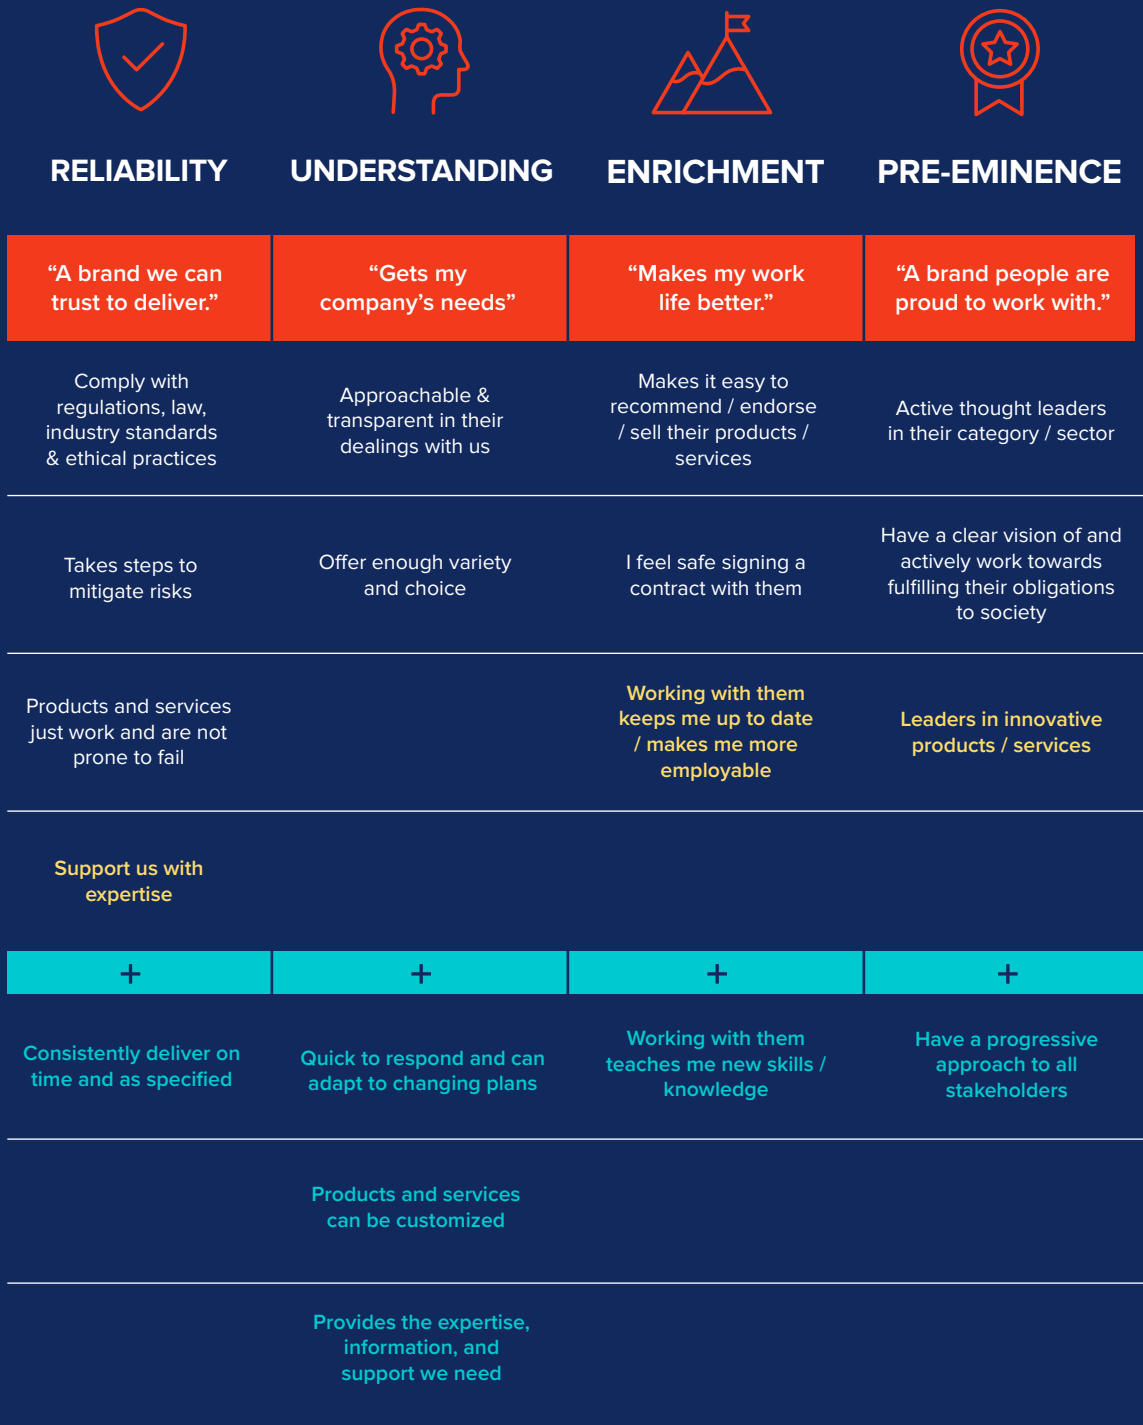 RELIABILITY
UNDERSTANDING
ENRICHMENT
PRE-EMINENCE
“A brand we can
trust to deliver.”
“Gets my
company’s needs”
“Makes my work
life better.”
“A brand people are
proud to work with.”
Comply with
regulations, law,
industry standards
& ethical practices
Approachable &
transparent in their
dealings with us
Makes it easy to
recommend / endorse
/ sell their products /
services
Active thought leaders
in their category / sector
Takes steps to
mitigate risks
Offer enough variety
and choice
I feel safe signing a
contract with them
Have a clear vision of and
actively work towards
fulfilling their obligations
to society
Products and services
just work and are not
prone to fail
Working with them
keeps me up to date
/ makes me more
employable
Leaders in innovative
products / services
Support us with
expertise
+
+
+
+
Consistently deliver on
time and as specified
Quick to respond and can
adapt to changing plans
Working with them
teaches me new skills /
knowledge
Have a progressive
approach to all
stakeholders
Products and services
can be customized
Provides the expertise,
information, and
support we need